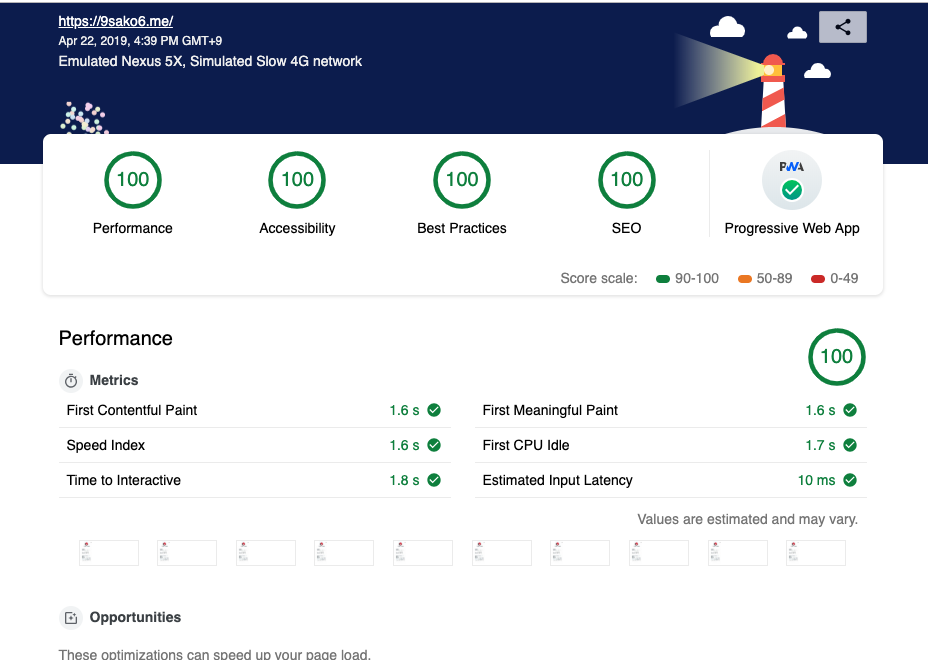 https://9sako6.me/
Apr 22, 2019, 4:39 PM GMT+9
Emulated Nexus 5X, Simulated Slow 4G network
100 100 100 100 PWA
Performance Accessibility Best Practices SEO Progressive Web App
Score scale: 90-100 50-89 0-49
Performance 100
Metrics
First Contentful Paint 1.6 s First Meaningful Paint 1.6 s
Speed Index 1.6 s First CPU Idle 1.7 s
Time to Interactive 1.8 s Estimated Input Latency 10 ms
Values are estimated and may vary.
Opportunities
These optimizations can speed up your page load.